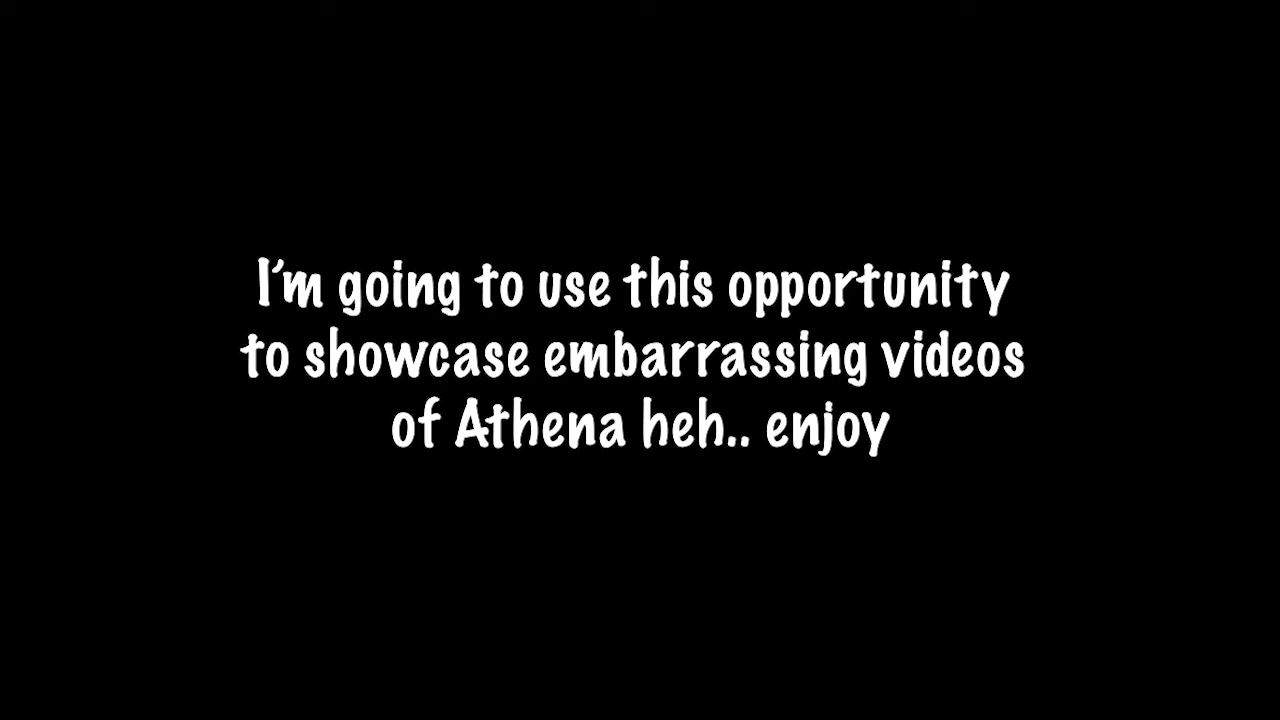 I'm going to use this opportunity
to showcase embarrassing videos
of Athena heh.. enjoy